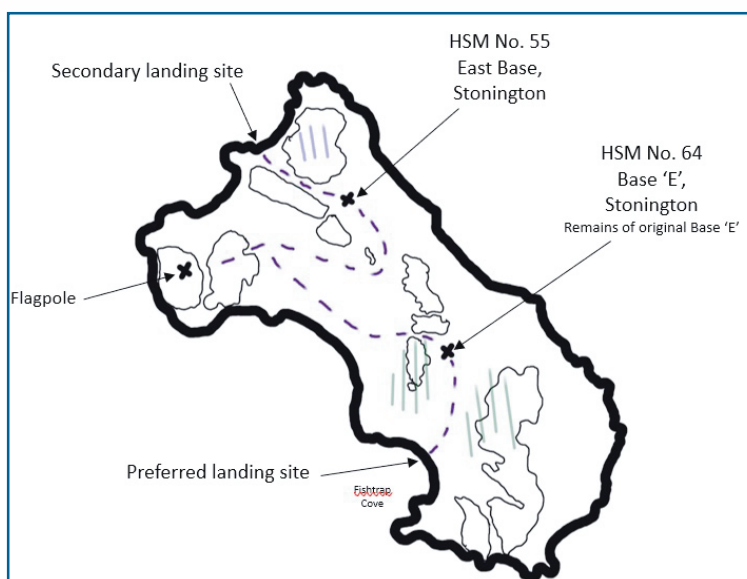 HSM No. 55
East Base,
Stonington
Secondary landing site
HSM No. 64
Base ‘E’,
Stonington
Remains of original Base ‘E’
Flagpole
Preferred landing site
Fishtrap
Cove